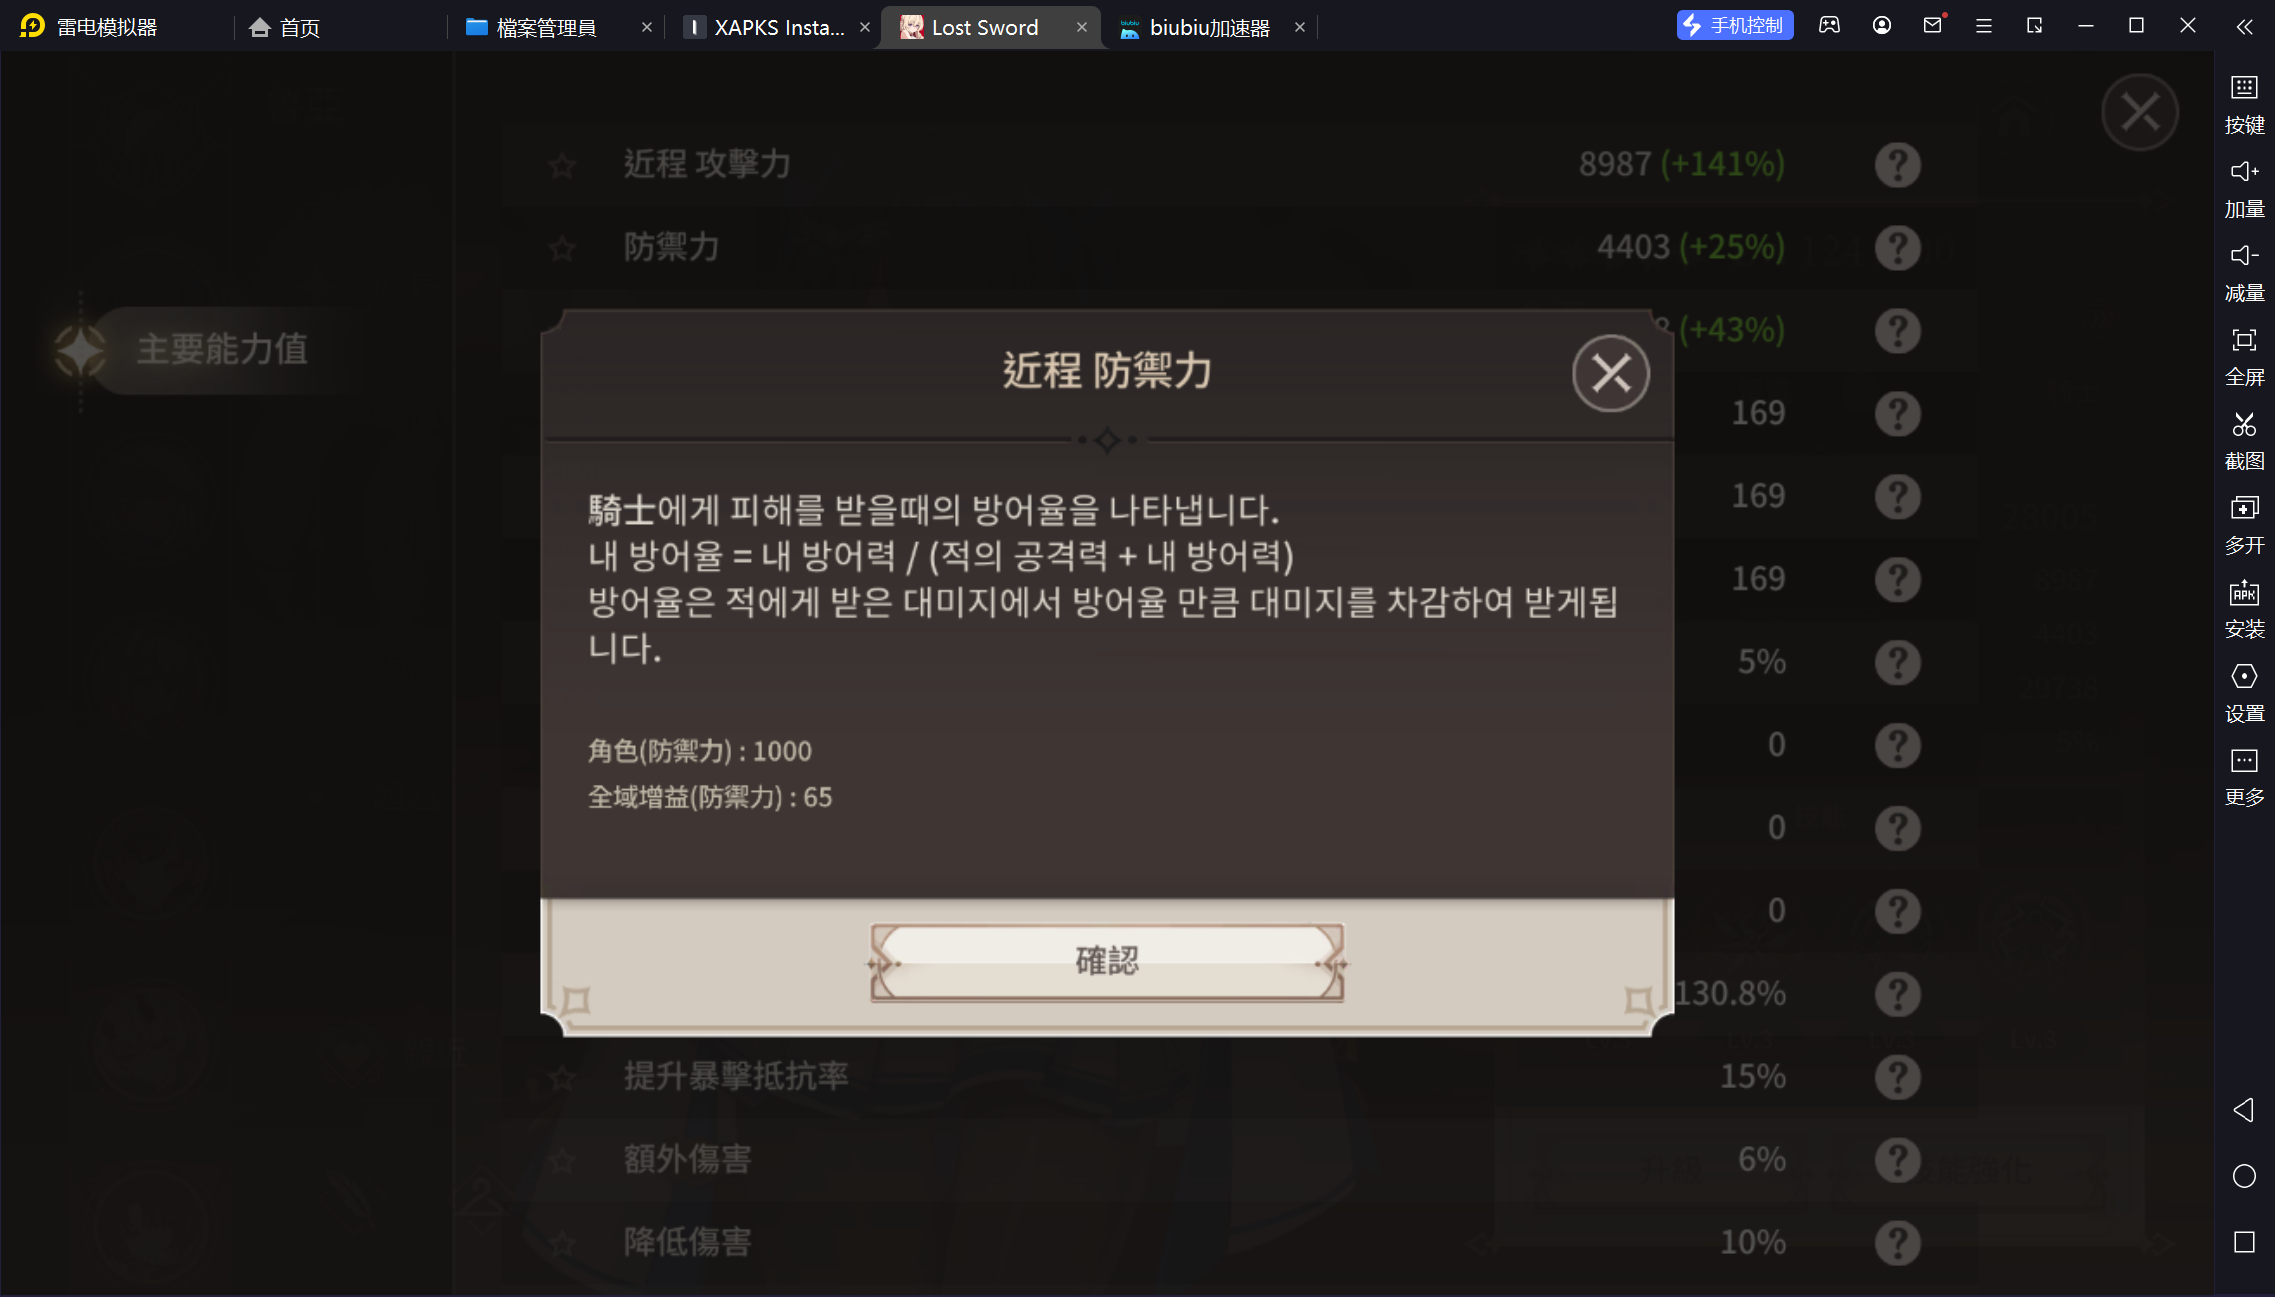 雷电模拟器
首页
檔案管理員
XAPKS Insta...
Lost Sword
biubiu加速器
手机控制
近程 攻擊力 8987 (+141%)
防禦力 4403 (+25%)
(+43%)
主要能力值
近程 防禦力
騎士에게 피해를 받을때의 방어율을 나타냅니다.
내 방어율 = 내 방어력 / (적의 공격력 + 내 방어력)
방어율은 적에게 받은 대미지에서 방어율 만큼 대미지를 차감하여 받게됩
니다.
角色(防禦力) : 1000
全域增益(防禦力) : 65
確認
169
169
169
5%
0
0
0
130.8%
提升暴擊抵抗率 15%
額外傷害 6%
降低傷害 10%
按键
加量
减量
全屏
截图
多开
安装
设置
更多